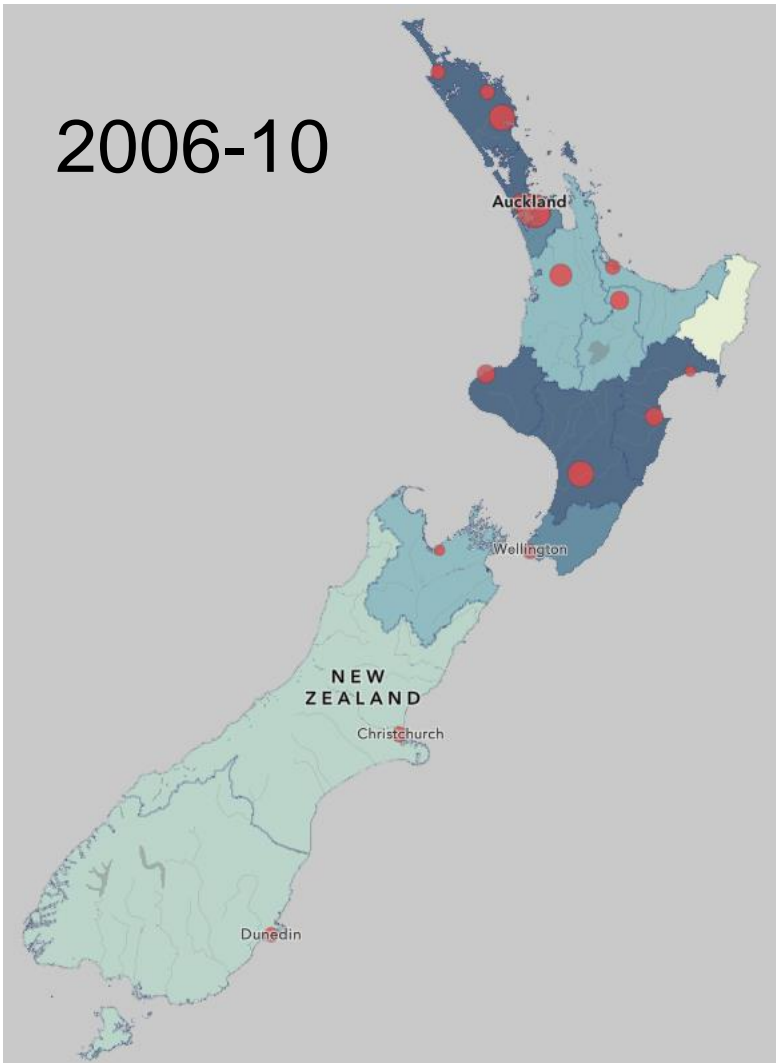 2006-10
Auckland
Wellington
NEW
ZEALAND
Christchurch
Dunedin